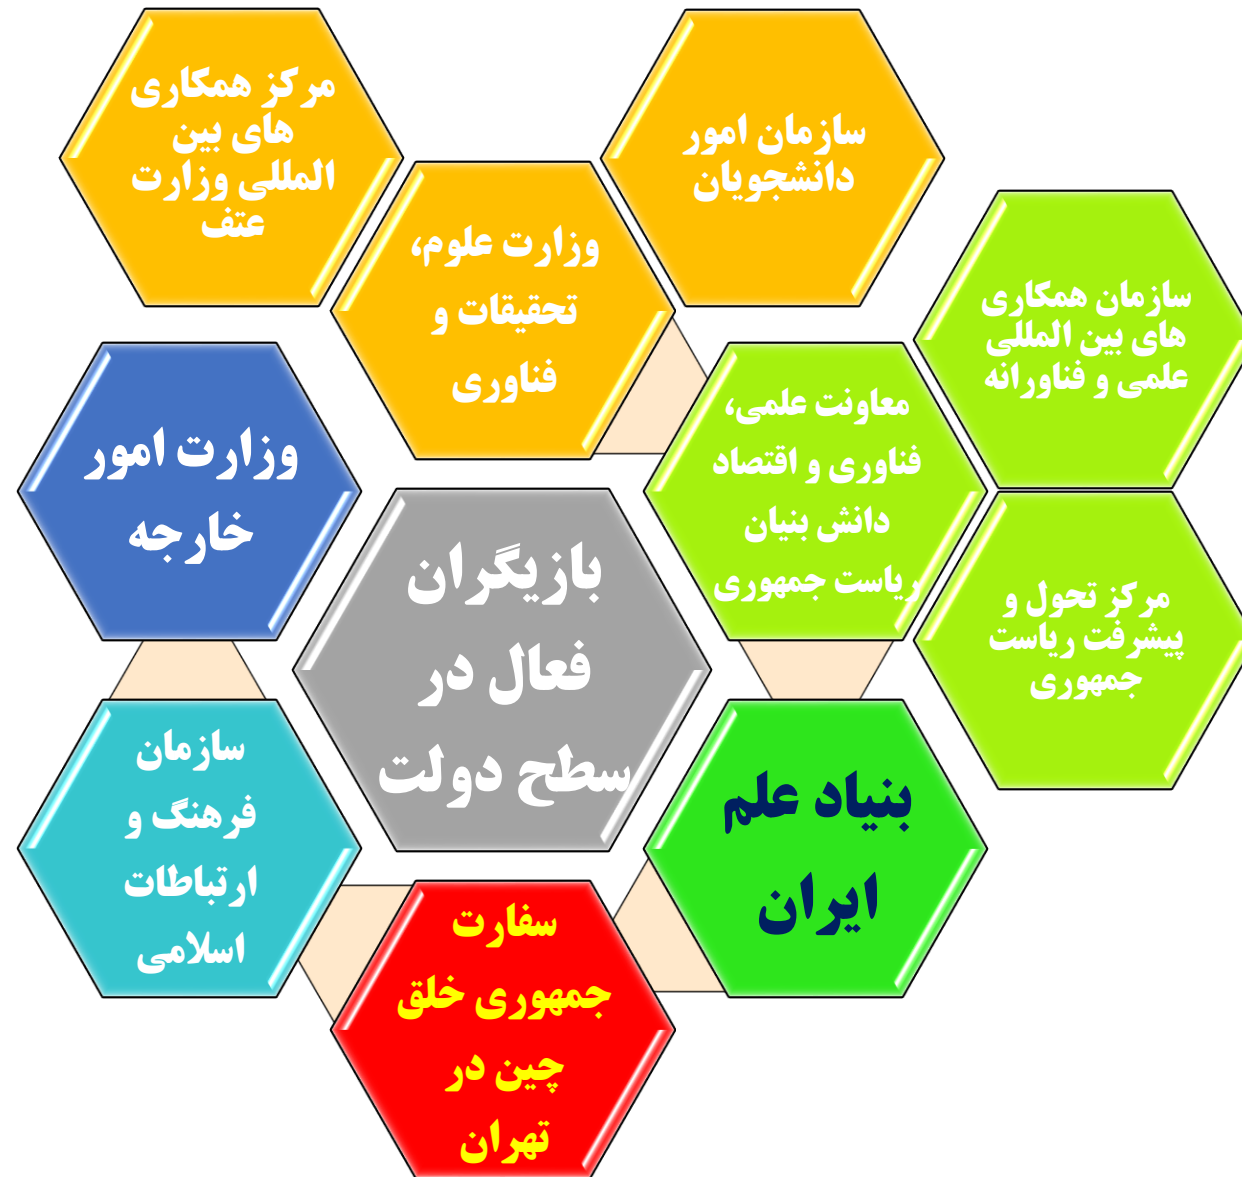 مرکز همکاری
های بین
المللی وزارت
عتف
سازمان امور
دانشجویان
وزارت علوم،
تحقیقات و
فناوری
سازمان همکاری
های بین المللی
علمی و فناورانه
معاونت علمی،
فناوری و اقتصاد
دانش بنیان
ریاست جمهوری
وزارت امور
خارجه
بازیگران
فعال در
سطح دولت
مرکز تحول و
پیشرفت ریاست
جمهوری
سازمان
فرهنگ و
ارتباطات
اسلامی
بنیاد علم
ایران
سفارت
جمهوری خلق
چین در
تهران